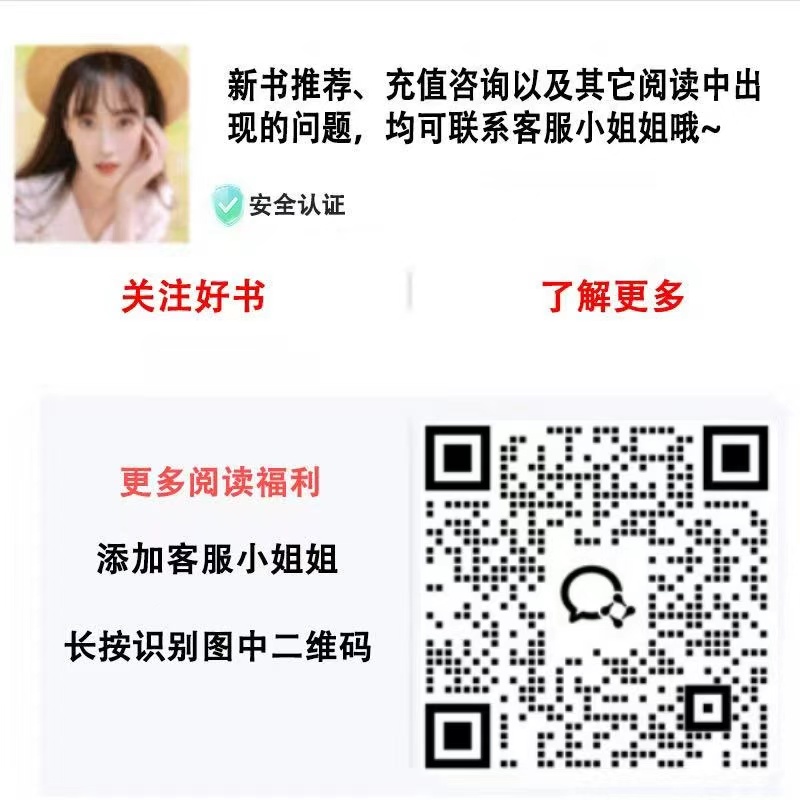 新书推荐、充值咨询以及其它阅读中出
现的问题，均可联系客服小姐姐哦~
安全认证
关注好书
了解更多
更多阅读福利
添加客服小姐姐
长按识别图中二维码